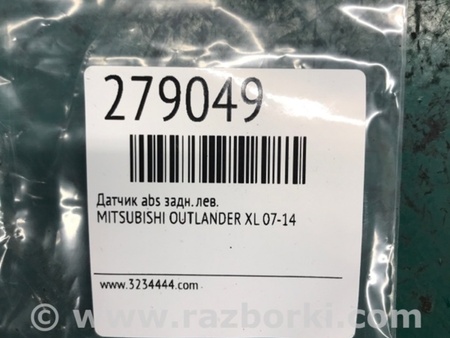 279049
Датчик abs задн.лев.
MITSUBISHI OUTLANDER XL 07-14
www.3234444.com
www.razborki.com